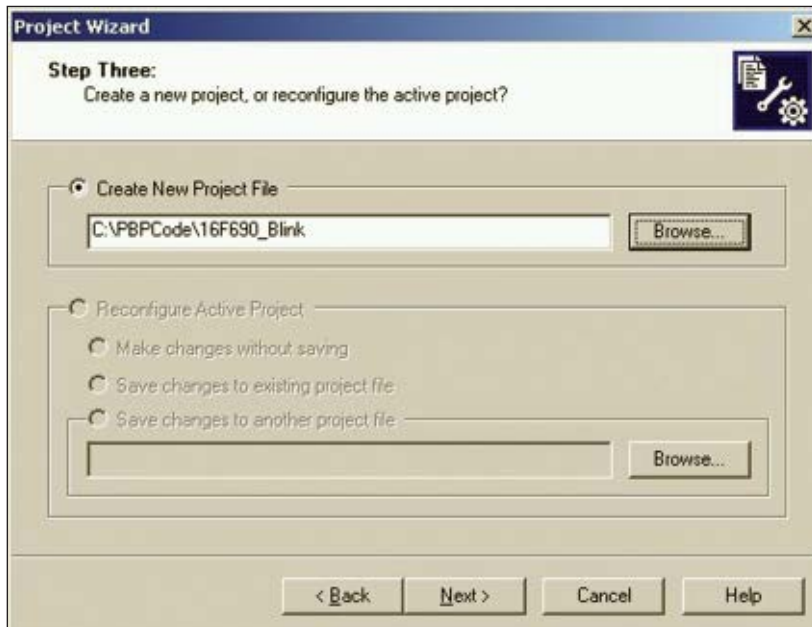 Project Wizard
Step Three:
Create a new project, or reconfigure the active project?
Create New Project File
C:\PBPCode\16F690_Blink
Browse...
Reconfigure Active Project
Make changes without saving
Save changes to existing project file
Save changes to another project file
Browse...
< Back
Next >
Cancel
Help